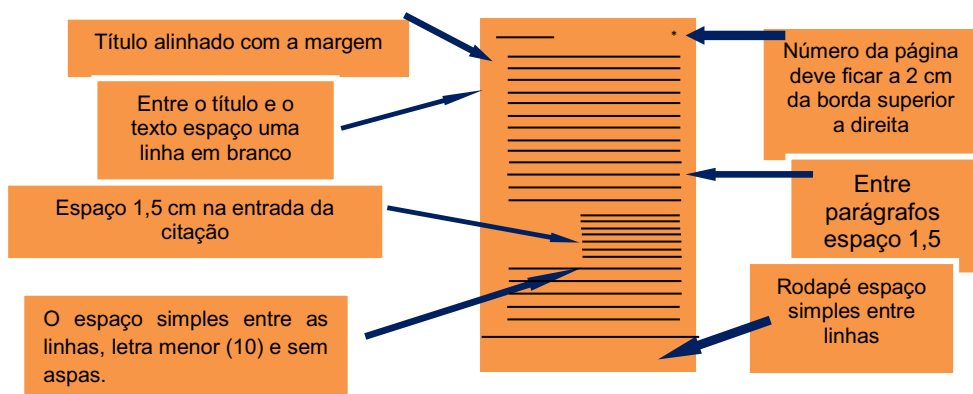 Título alinhado com a margem
Entre o título e o
texto espaço uma
linha em branco
Espaço 1,5 cm na entrada da
citação
O espaço simples entre as
linhas, letra menor (10) e sem
aspas.
*
Número da página
deve ficar a 2 cm
da borda superior
a direita
Entre
parágrafos
espaço 1,5
Rodapé espaço
simples entre
linhas